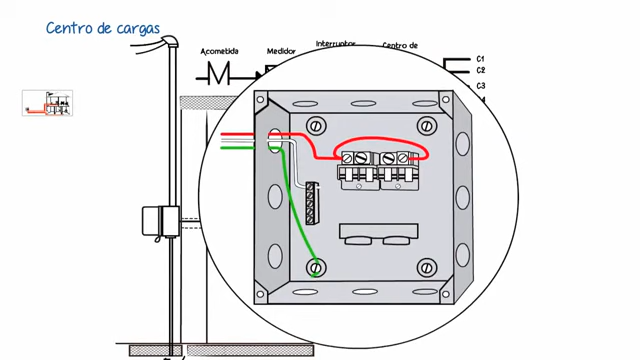 Centro de cargas
Acometida
Medidor
Interruptor
Centro de
M
C1
C2
C3